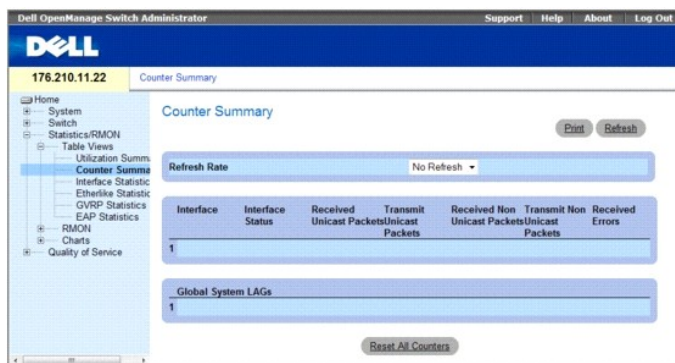 Dell OpenManage Switch Administrator
Support Help About Log Out
DELL
176.210.11.22
Counter Summary
Home
System
Switch
Statistics/RMON
Table Views
Utilization Summ
Counter Summa
Interface Statistic
Etherlike Statistic
GVRP Statistics
EAP Statistics
RMON
Charts
Quality of Service
Counter Summary
Print Refresh
Refresh Rate No Refresh
Interface Interface Status Received Unicast Packets Transmit Unicast Packets Received Non Unicast Packets Transmit Non Unicast Packets Received Errors
1
Global System LAGs
1
Reset All Counters